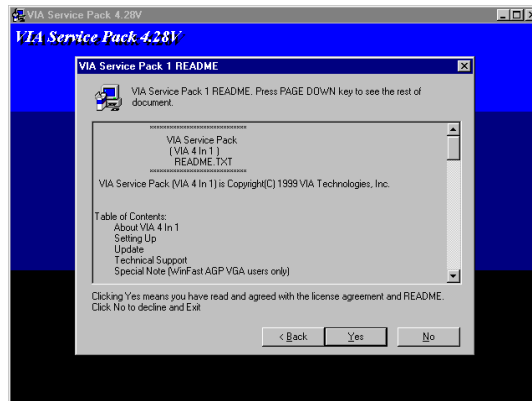 VIA Service Pack 4.28V
VIA Service Pack 4.28V
VIA Service Pack 1 README
VIA Service Pack 1 README. Press PAGE DOWN key to see the rest of
document.
VIA Service Pack
( VIA 4 In 1 )
README.TXT
VIA Service Pack (VIA 4 In 1) is Copyright(C) 1999 VIA Technologies, Inc.
Table of Contents:
About VIA 4 In 1
Setting Up
Update
Technical Support
Special Note (WinFast AGP VGA users only)
Clicking Yes means you have read and agreed with the license agreement and README.
Click No to decline and Exit
< Back
Yes
No